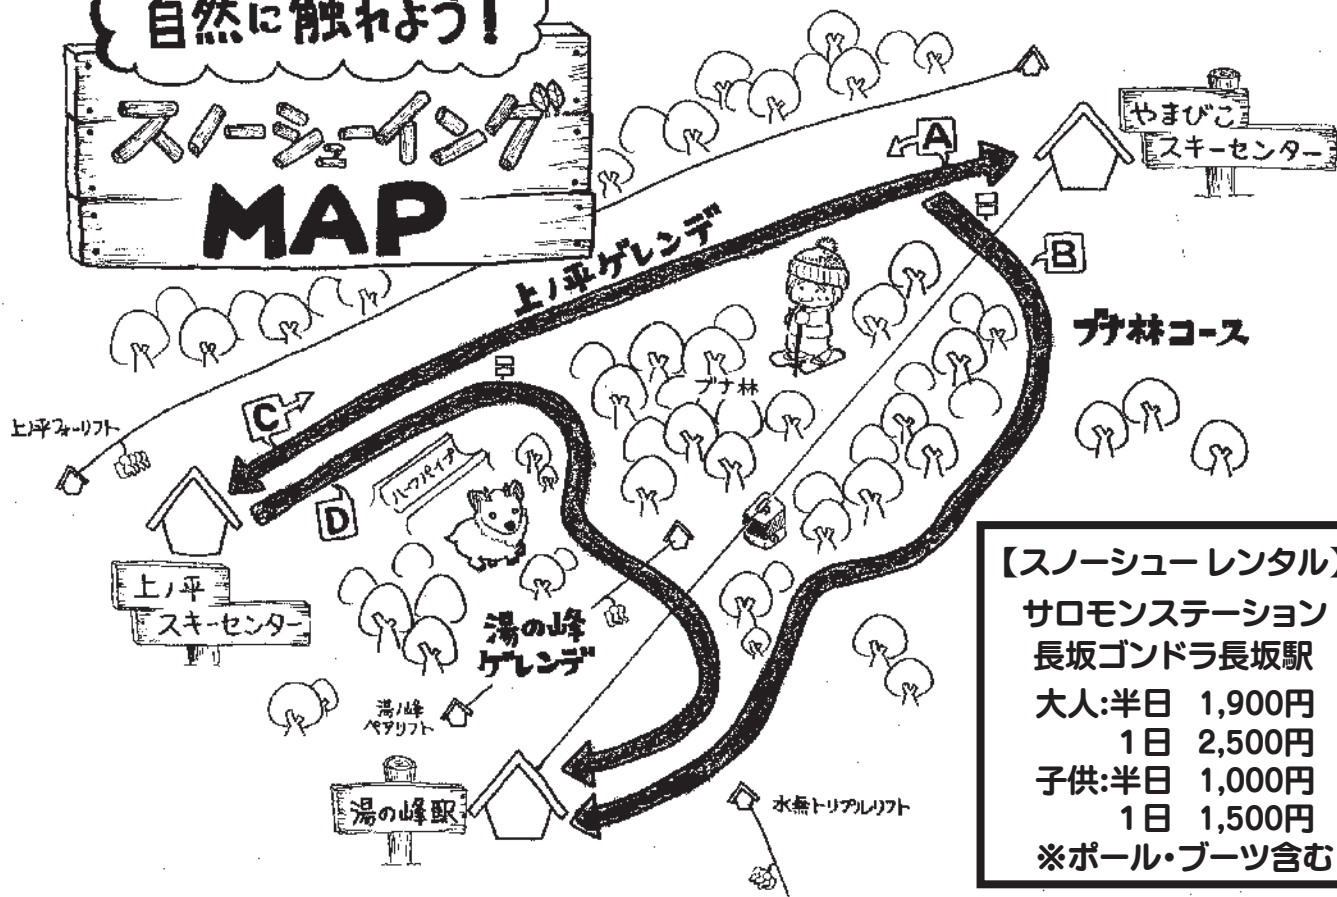 自然に触れよう!
スノーシューイング
MAP
やまびこ
スキーセンター
A
B
上ノ平ゲレンデ
ブナ林コース
ブナ林
C
上ノ平フォーリフト
ハーフパイプ
D
上ノ平
スキーセンター
湯の峰
ゲレンデ
湯ノ峰
ペアリフト
湯の峰駅
水無トリプルリフト
【スノーシュー レンタル】
サロモンステーション
長坂ゴンドラ長坂駅
大人:半日 1,900円
1日 2,500円
子供:半日 1,000円
1日 1,500円
※ポール・ブーツ含む